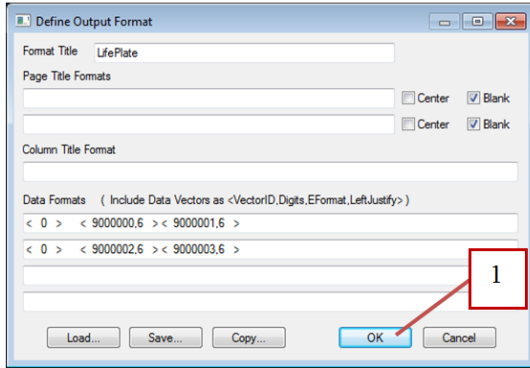 Define Output Format
Format Title LifePlate
Page Title Formats
Center Blank
Center Blank
Column Title Format
Data Formats ( Include Data Vectors as <VectorID,Digits,EFormat,LeftJustify> )
< 0 > < 9000000,6 > < 9000001,6 >
< 0 > < 9000002,6 > < 9000003,6 >
1
Load... Save... Copy... OK Cancel